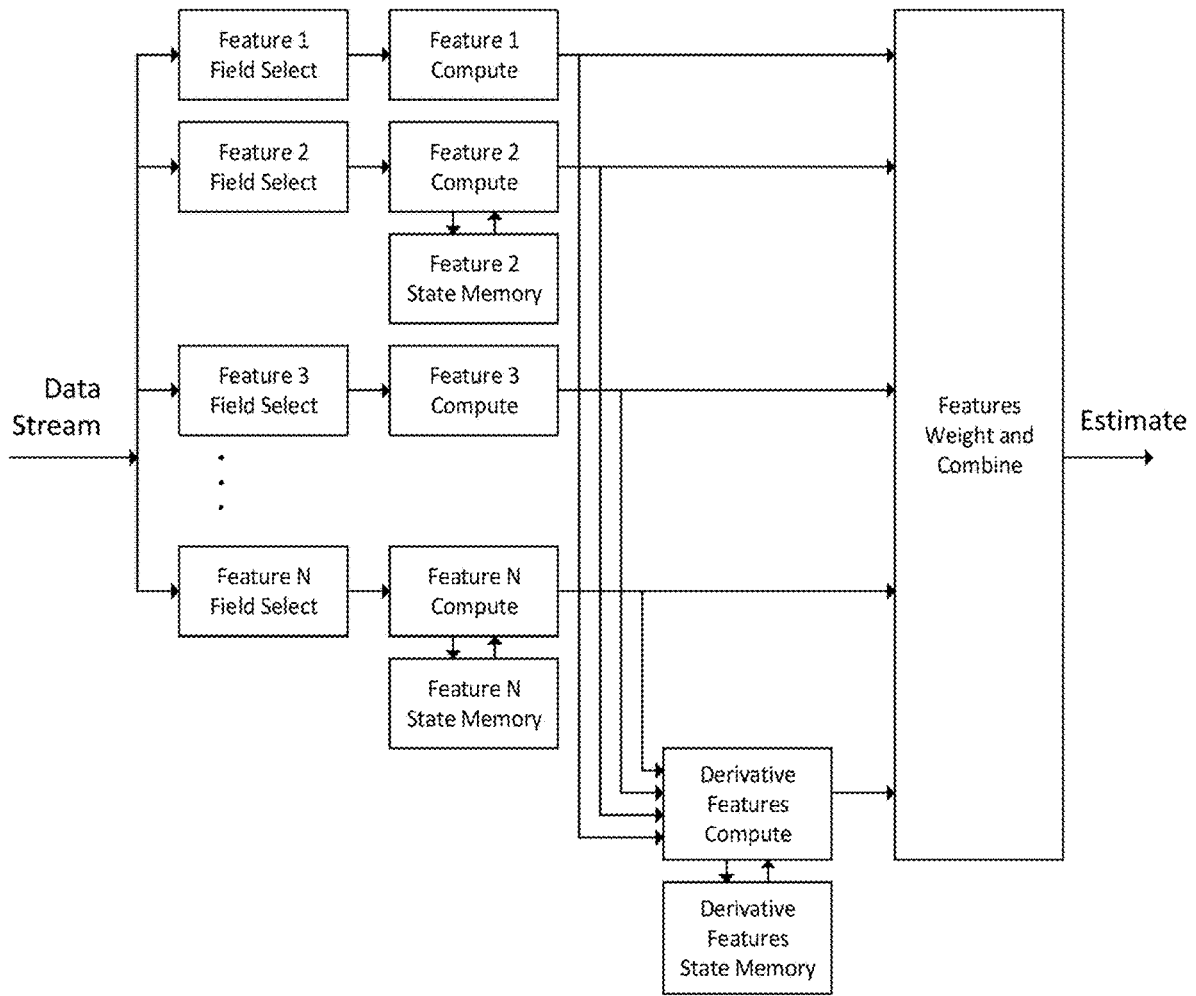 Feature 1
Field Select
Feature 1
Compute
Feature 2
Field Select
Feature 2
Compute
Feature 2
State Memory
Feature 3
Field Select
Feature 3
Compute
Data
Stream
Features
Weight and
Combine
Estimate
Feature N
Field Select
Feature N
Compute
Feature N
State Memory
Derivative
Features
Compute
Derivative
Features
State Memory